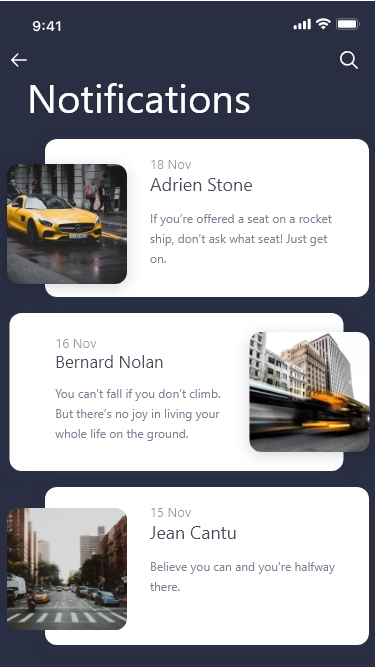 9:41
Notifications
18 Nov
Adrien Stone
If you're offered a seat on a rocket
ship, don't ask what seat! Just get
on.
16 Nov
Bernard Nolan
You can't fall if you don't climb.
But there's no joy in living your
whole life on the ground.
15 Nov
Jean Cantu
Believe you can and you're halfway
there.